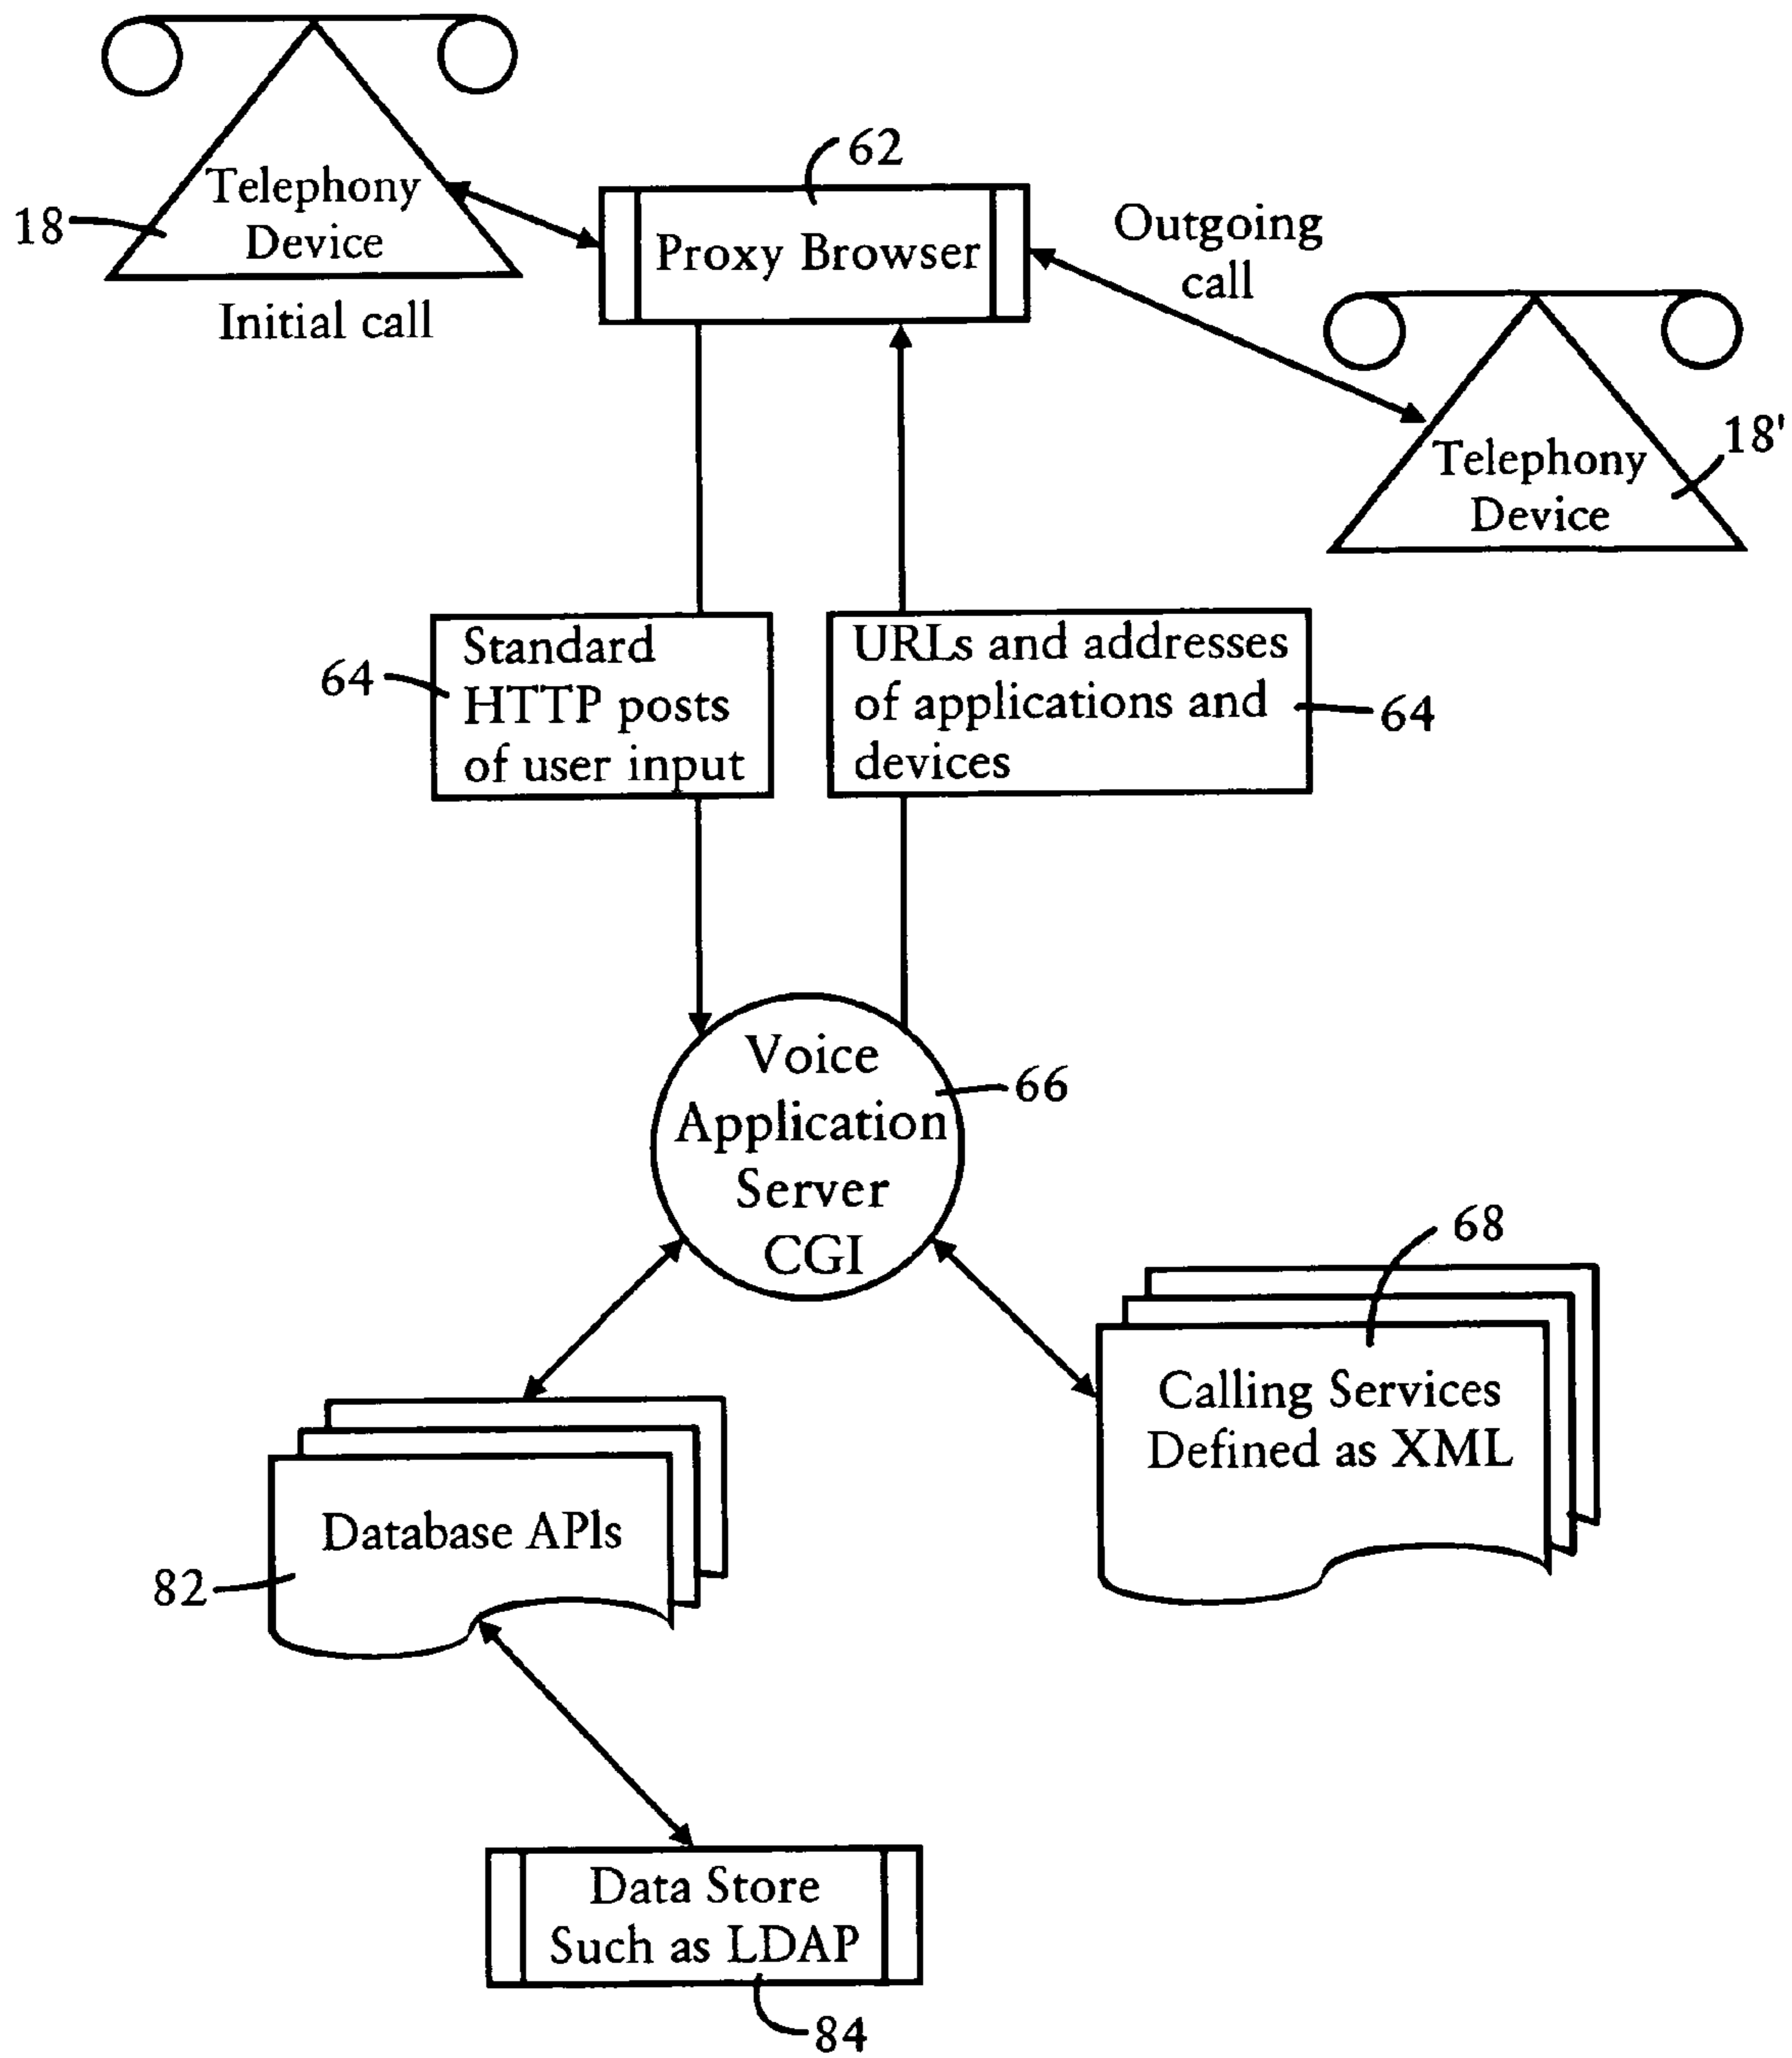 62
Telephony
Device
18
Initial call
Proxy Browser
Outgoing
call
18'
Telephony
Device
Standard
HTTP posts
of user input
64
URLs and addresses
of applications and
devices
64
Voice
Application
Server
CGI
66
68
Calling Services
Defined as XML
Database APIs
82
Data Store
Such as LDAP
84